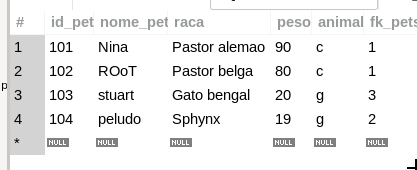 # id_pet nome_pet raca peso animal fk_pets
1 101 Nina Pastor alemao 90 c 1
2 102 ROoT Pastor belga 80 c 1
3 103 stuart Gato bengal 20 g 3
4 104 peludo Sphynx 19 g 2
* NULL NULL NULL NULL NULL NULL